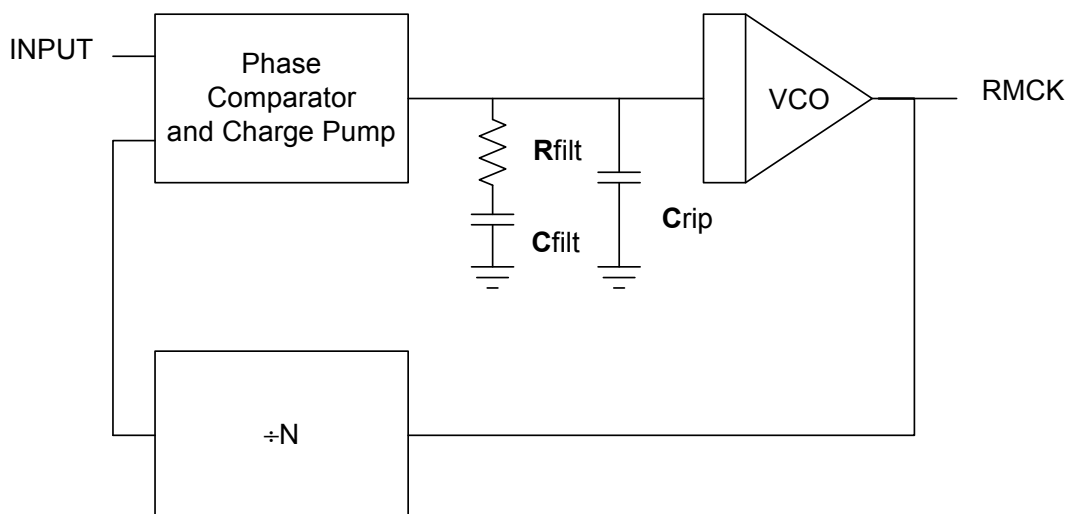 INPUT
Phase
Comparator
and Charge Pump
VCO
RMCK
Rfilt
Cfilt
Crip
÷N